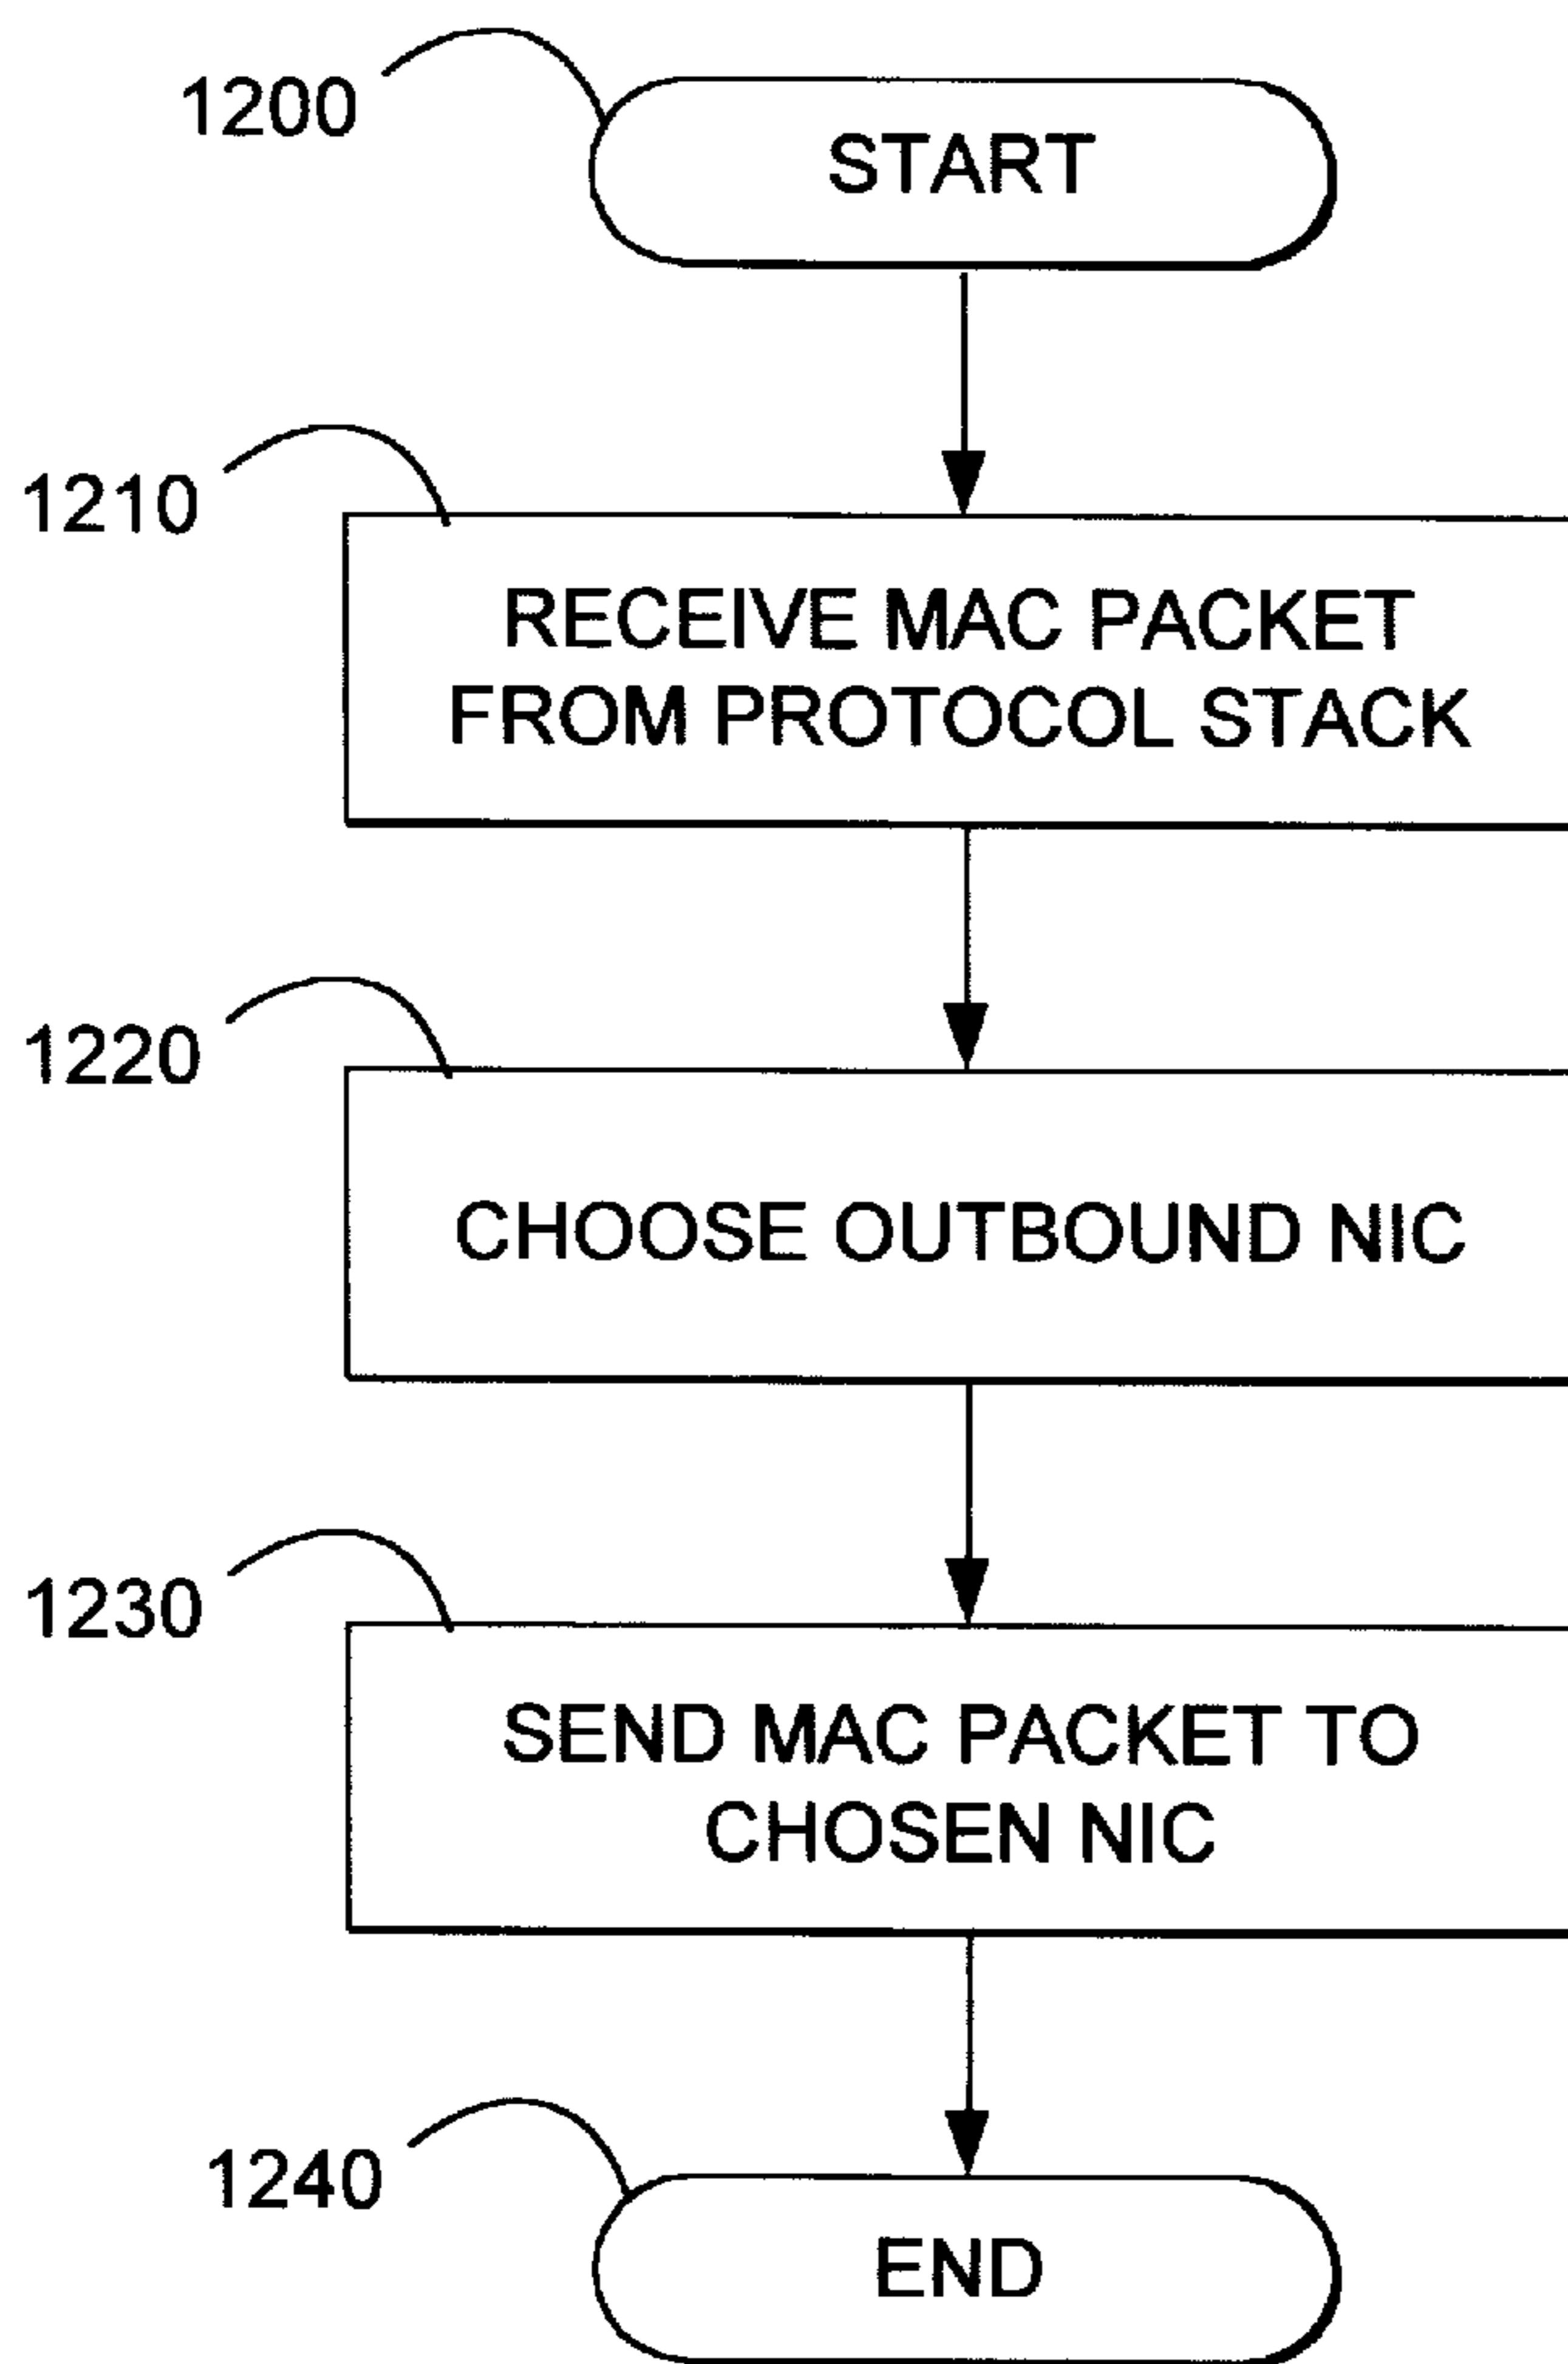 1200
START
1210
RECEIVE MAC PACKET
FROM PROTOCOL STACK
1220
CHOOSE OUTBOUND NIC
1230
SEND MAC PACKET TO
CHOSEN NIC
1240
END